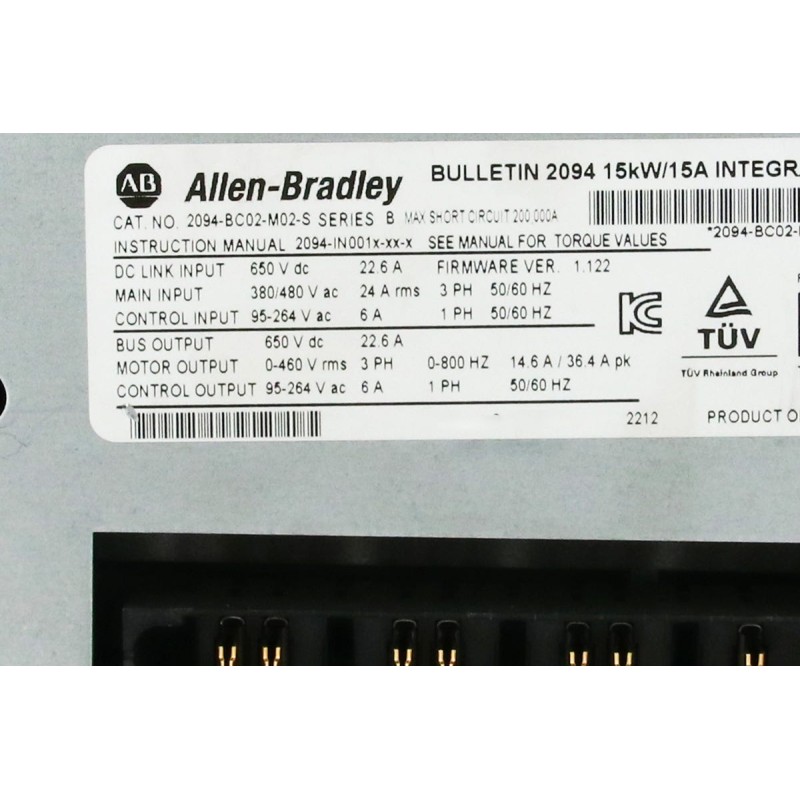 AB Allen-Bradley BULLETIN 2094 15kW/15A INTEGRA
CAT. NO. 2094-BC02-M02-S SERIES B MAX SHORT CIRCUIT 200 000A
*2094-BC02-
INSTRUCTION MANUAL 2094-IN001x-xx-x SEE MANUAL FOR TORQUE VALUES
DC LINK INPUT 650 V dc 22.6 A FIRMWARE VER. 1.122
MAIN INPUT 380/480 V ac 24 A rms 3 PH 50/60 HZ
CONTROL INPUT 95-264 V ac 6 A 1 PH 50/60 HZ
BUS OUTPUT 650 V dc 22.6 A
MOTOR OUTPUT 0-460 V rms 3 PH 0-800 HZ 14.6 A / 36.4 A pk
CONTROL OUTPUT 95-264 V ac 6 A 1 PH 50/60 HZ
TÜV
TÜV Rheinland Group
2212 PRODUCT O